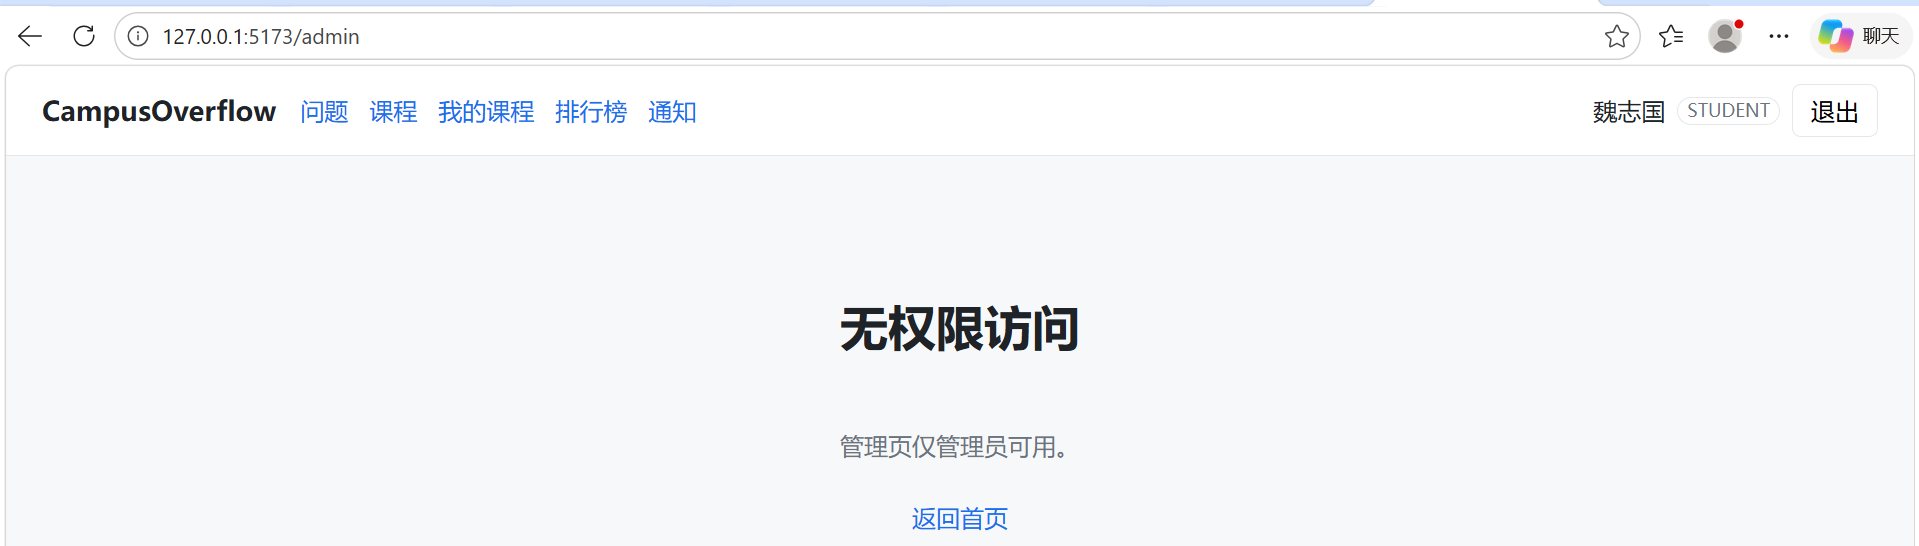 127.0.0.1:5173/admin 聊天
CampusOverflow 问题 课程 我的课程 排行榜 通知 魏志国 STUDENT 退出
无权限访问
管理页仅管理员可用。
返回首页